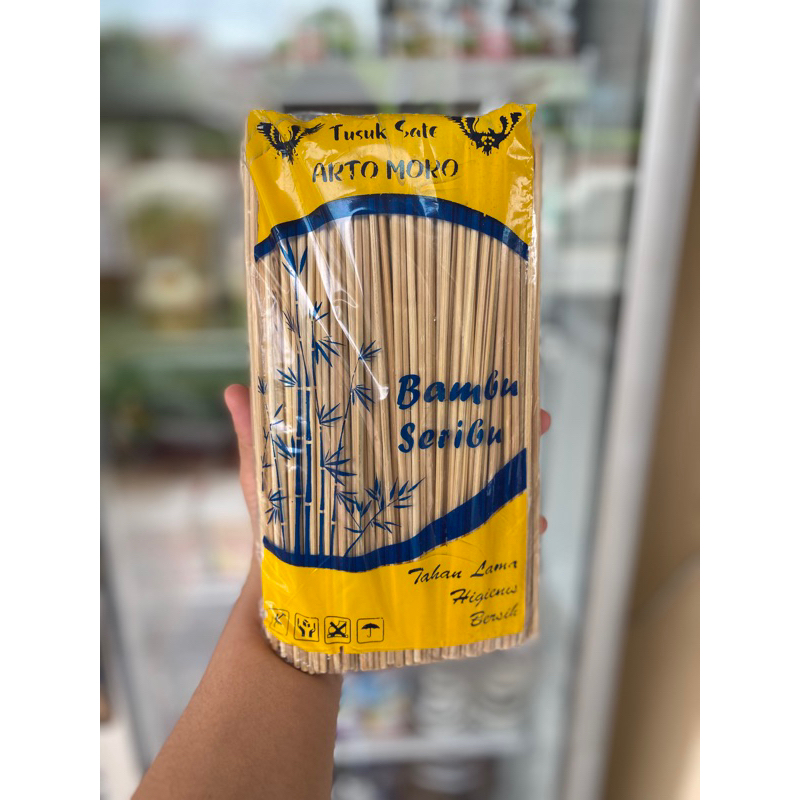 Tusuk Sate
ARTO MORO
Bambu
Seribu
Tahan Lama
Higienis
Bersih